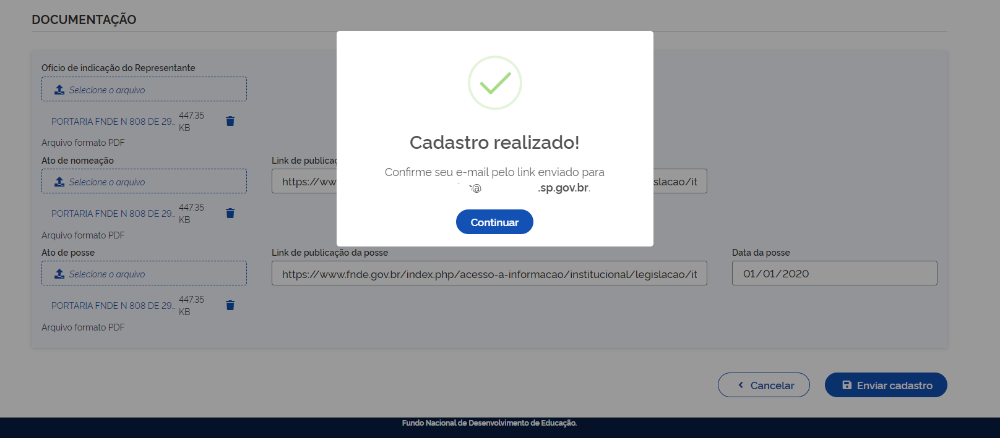 DOCUMENTAÇÃO
Ofício de indicação do Representante
Selecione o arquivo
PORTARIA FNDE N 808 DE 29...
447.35
KB
Arquivo formato PDF
Ato de nomeação
Link de publicaç
Selecione o arquivo
https://ww
slacao/it
PORTARIA FNDE N 808 DE 29...
447.35
KB
Arquivo formato PDF
Ato de posse
Link de publicação da posse
Data da posse
Selecione o arquivo
https://www.fnde.gov.br/index.php/acesso-a-informacao/institucional/legislacao/it
01/01/2020
PORTARIA FNDE N 808 DE 29...
447.35
KB
Arquivo formato PDF
Cadastro realizado!
Confirme seu e-mail pelo link enviado para
@ .sp.gov.br.
Continuar
Cancelar
Enviar cadastro
Fundo Nacional de Desenvolvimento de Educação.